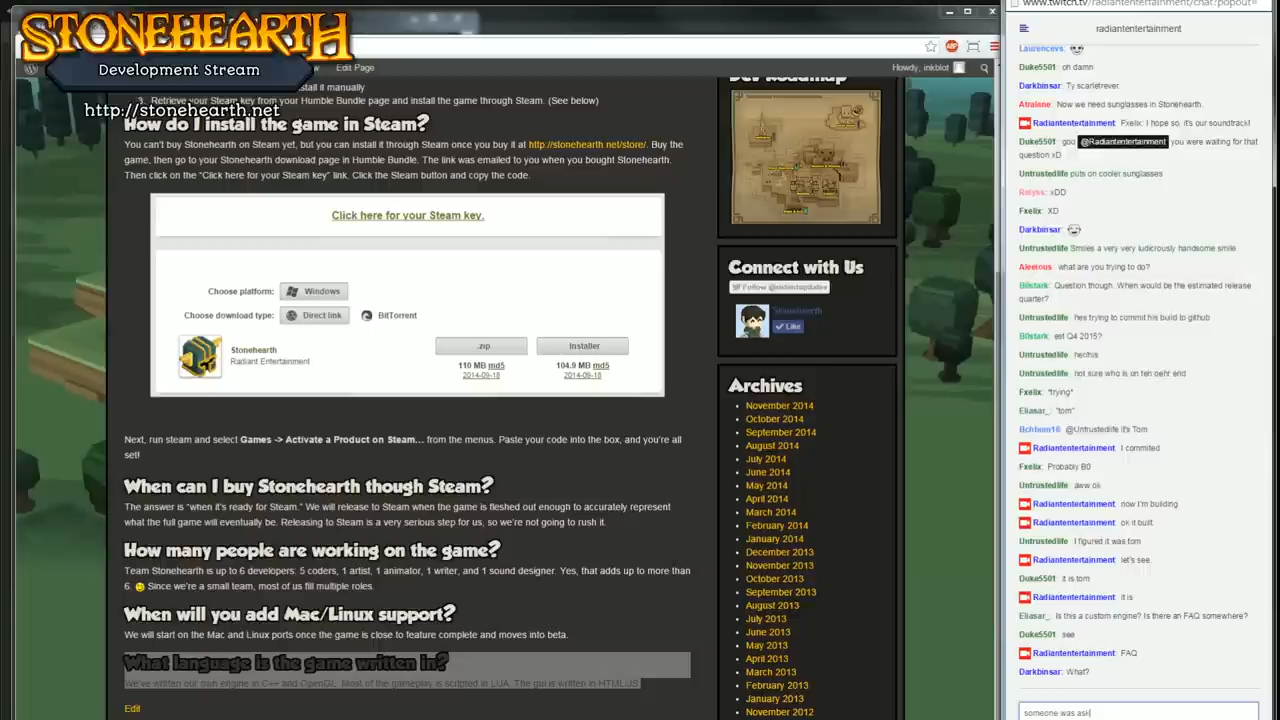 www.twitch.tv/radiantentertainment/chat?popout=
STONEHEARTH
Development Stream
http://stonehearth.net
Edit Page
Howdy, inkblot
install it manually
3. Retrieve your Steam key from your Humble Bundle page and install the game through Steam. (See below)
How do I install the game in Steam?
You can't buy Stonehearth on Steam yet, but you can install it through Steam once you buy it at http://stonehearth.net/store/. Buy the
game, then go to your Stonehearth download page in Humble Bundle. The link was emailed to you when you bought Stonehearth.
Then click on the "Click here for your Steam key" link. Click the Steam button and copy the code.
Click here for your Steam key.
Choose platform: Windows
Choose download type: Direct link BitTorrent
Stonehearth
Radiant Entertainment
.zip
110 MB md5
2014-09-18
Installer
104.9 MB md5
2014-09-18
Next, run steam and select Games -> Activate a Product on Steam... from the menus. Paste your code into the box, and you're all
set!
When can I buy Stonehearth though Steam?
The answer is "when it's ready for Steam." We will release to Steam when the game is fleshed out enough to accurately represent
what the full game will eventually be. Releasing to Steam is a very serious step for us, so we're not going to rush it.
How many people are working on the game?
Team Stonehearth is up to 6 developers: 5 coders, 1 artist, 1 animator, 1 writer, and 1 sound designer. Yes, that adds up to more than
6. Since we're a small team, most of us fill multiple roles.
When will you add Mac/Linux support?
We will start on the Mac and Linux ports once the game is close to feature complete and moves into beta.
What language is the game written in?
We've written our own engine in C++ and OpenGL, and the gameplay is scripted in LUA. The gui is written in HTML/JS.
Edit
Dev Roadmap
Connect with Us
Follow @radiantupdates
Stonehearth
Like
Archives
November 2014
October 2014
September 2014
August 2014
July 2014
June 2014
May 2014
April 2014
March 2014
February 2014
January 2014
December 2013
November 2013
October 2013
September 2013
August 2013
July 2013
June 2013
May 2013
April 2013
March 2013
February 2013
January 2013
November 2012
radiantentertainment
Laurencevs:
Duke5501 oh damn
Darkbinsar: Ty scarletrever.
Atralane: Now we need sunglasses in Stonehearth.
Radiantentertainment Fxelix: I hope so, it's our soundtrack!
Duke5501: god @Radiantentertainment you were waiting for that
question xD
Untrustedlife puts on cooler sunglasses
Relyss: xDD
Fxelix: XD
Darkbinsar:
Untrustedlife Smiles a very very ludicrously handsome smile
Aleeious what are you trying to do?
B0stark: Question though. When would be the estimated release
quarter?
Untrustedlife hes trying to commit his build to github
B0stark: est Q4 2015?
Untrustedlife her/his
Untrustedlife not sure who is on teh oehr end
Fxelix: *trying*
Eliasar_: "tom"
Bchbum16 @Untrustedlife It's Tom
Radiantentertainment I commited
Fxelix: Probably B0
Untrustedlife aww ok
Radiantentertainment now I'm building
Radiantentertainment ok it built.
Untrustedlife I figured it was tom
Radiantentertainment let's see.
Duke5501 it is tom
Radiantentertainment it is
Eliasar_: Is this a custom engine? Is there an FAQ somewhere?
Duke5501: see
Radiantentertainment FAQ
Darkbinsar: What?
someone was ask